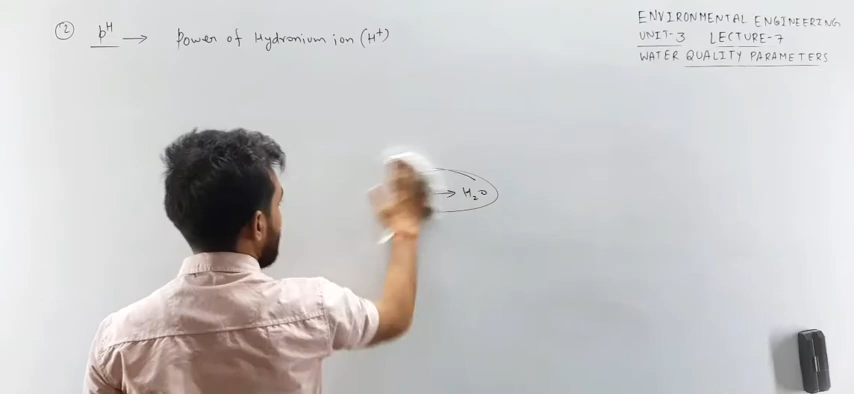 ② pH → Power of Hydronium ion (H+)
ENVIRONMENTAL ENGINEERING
UNIT-3 LECTURE-7
WATER QUALITY PARAMETERS
→ H2O